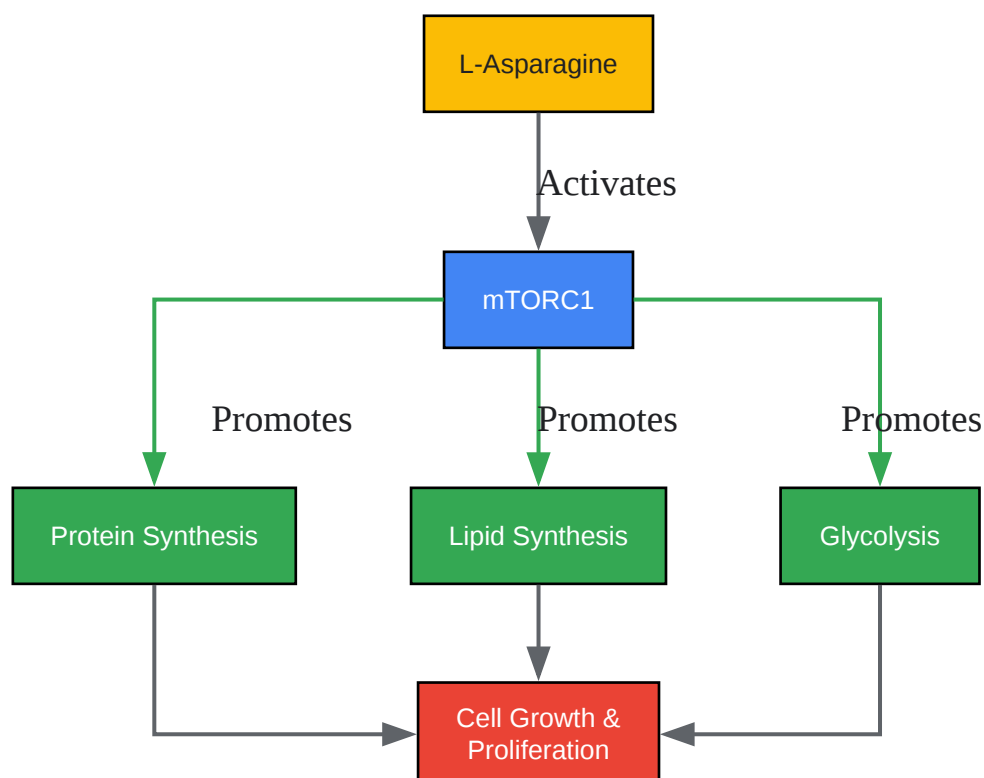 L-Asparagine
Activates
mTORC1
Promotes
Promotes
Promotes
Protein Synthesis
Lipid Synthesis
Glycolysis
Cell Growth &
Proliferation